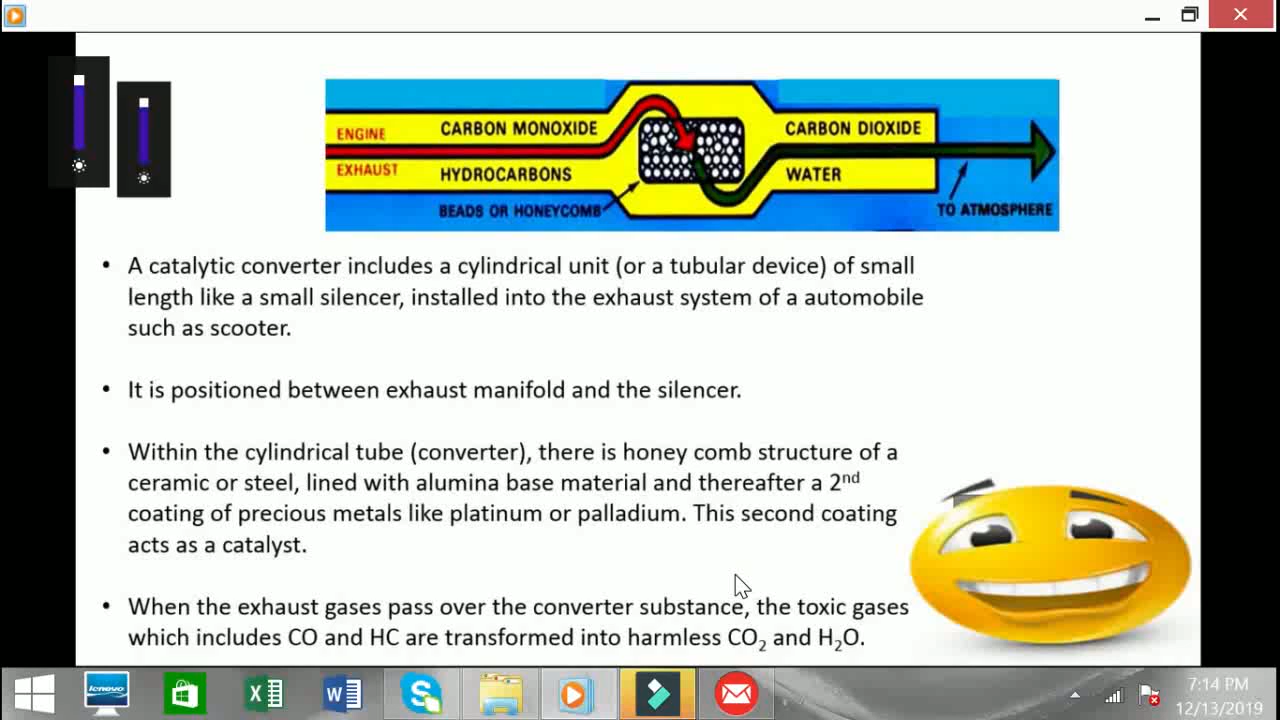 ENGINE
CARBON MONOXIDE
CARBON DIOXIDE
EXHAUST
HYDROCARBONS
WATER
BEADS OR HONEYCOMB
TO ATMOSPHERE
• A catalytic converter includes a cylindrical unit (or a tubular device) of small
length like a small silencer, installed into the exhaust system of a automobile
such as scooter.
• It is positioned between exhaust manifold and the silencer.
• Within the cylindrical tube (converter), there is honey comb structure of a
ceramic or steel, lined with alumina base material and thereafter a 2nd
coating of precious metals like platinum or palladium. This second coating
acts as a catalyst.
• When the exhaust gases pass over the converter substance, the toxic gases
which includes CO and HC are transformed into harmless CO₂ and H₂O.
lenovo
7:14 PM
12/13/2019